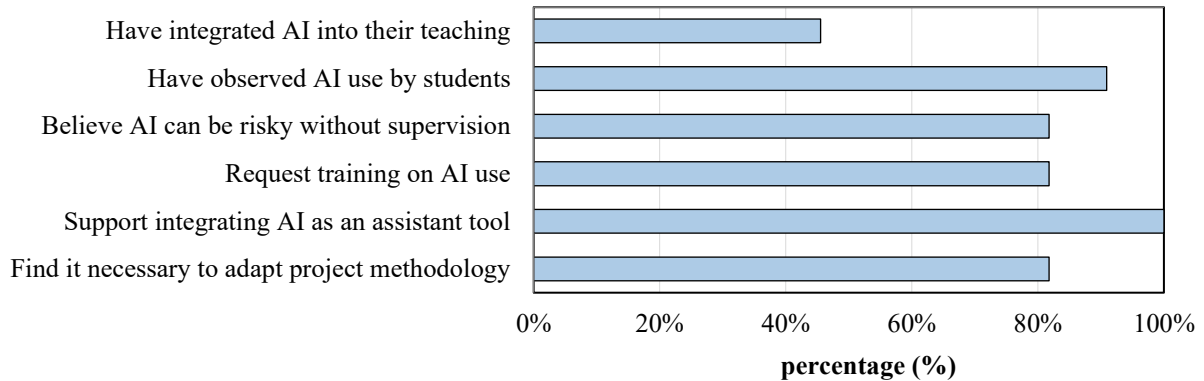 Have integrated AI into their teaching
Have observed AI use by students
Believe AI can be risky without supervision
Request training on AI use
Support integrating AI as an assistant tool
Find it necessary to adapt project methodology
0% 20% 40% 60% 80% 100%
percentage (%)